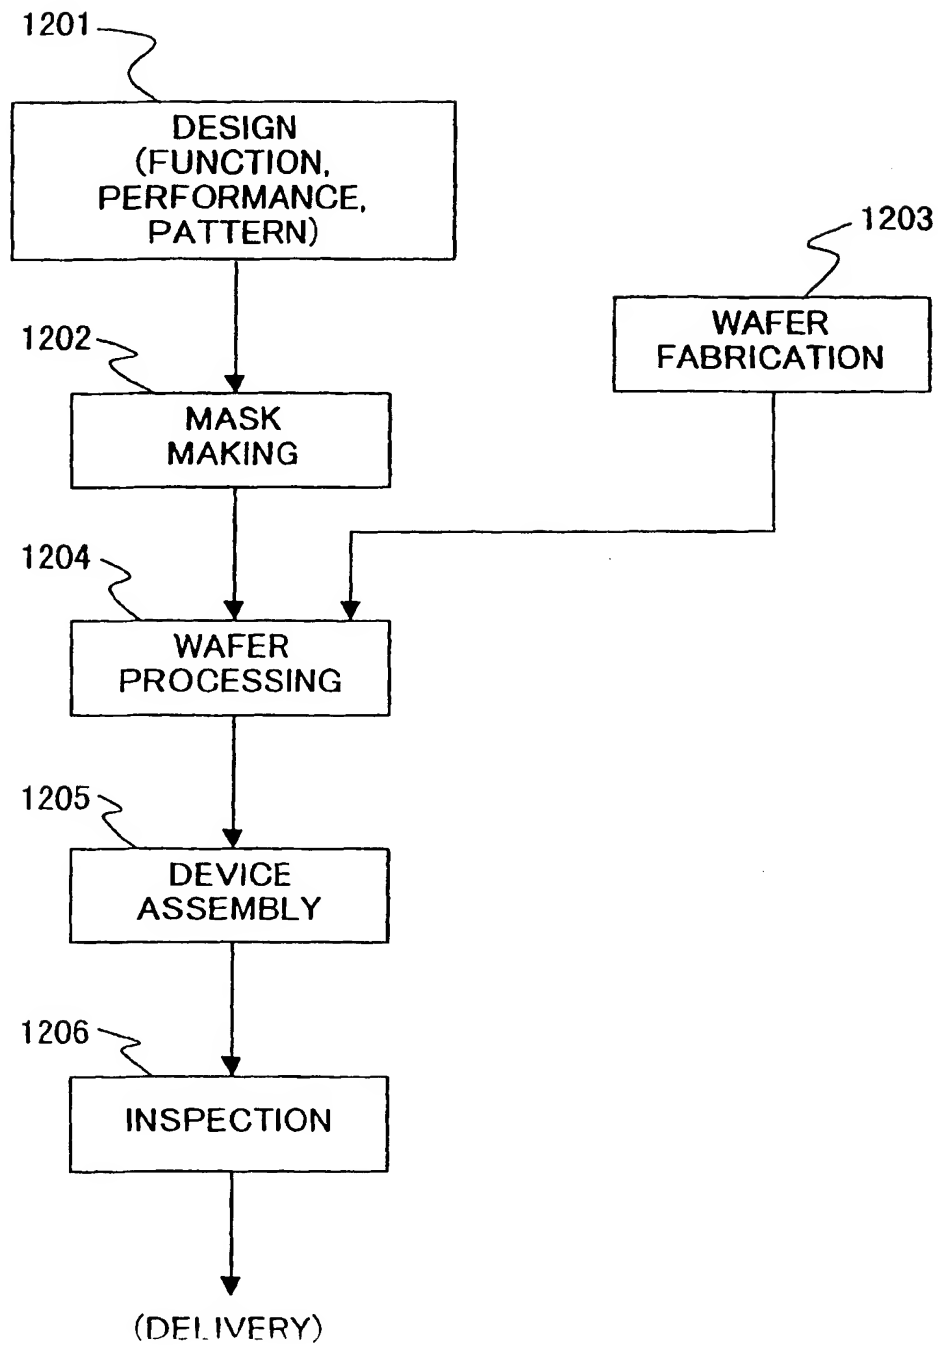 1201
DESIGN
(FUNCTION,
PERFORMANCE,
PATTERN)
1203
WAFER
FABRICATION
1202
MASK
MAKING
1204
WAFER
PROCESSING
1205
DEVICE
ASSEMBLY
1206
INSPECTION
(DELIVERY)